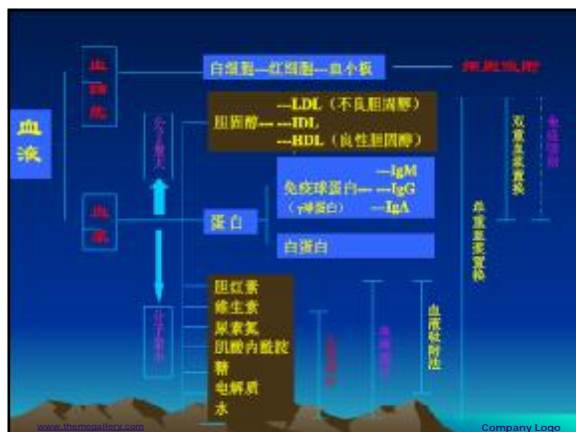 血液
血细胞
血浆
白细胞---红细胞---血小板
细胞吸附
分子量大
分子量小
胆固醇---
---LDL（不良胆固醇）
---IDL
---HDL（良性胆固醇）
蛋白
免疫球蛋白---
（γ球蛋白）
---IgM
---IgG
---IgA
白蛋白
胆红素
维生素
尿素氮
肌酸内酰胺
糖
电解质
水
血液吸附法
单重血浆置换
双重血浆置换
www.themegallery.com
Company Logo